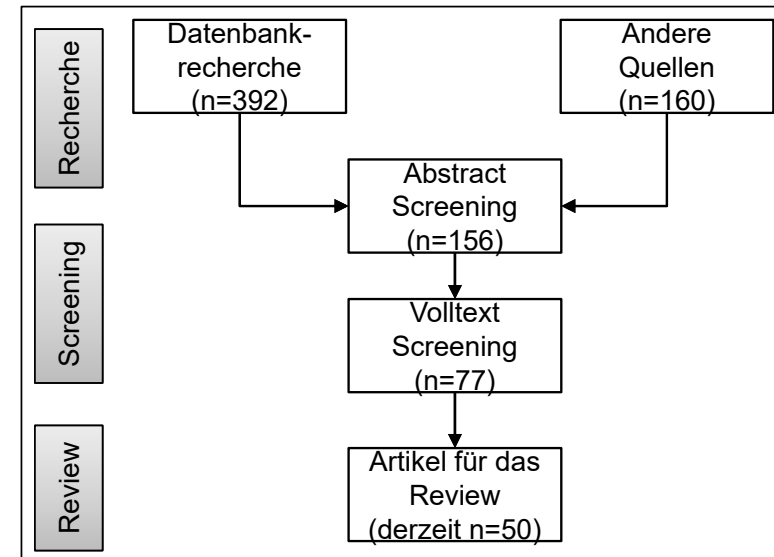 Recherche
Datenbank-
recherche
(n=392)
Andere
Quellen
(n=160)
Abstract
Screening
(n=156)
Screening
Volltext
Screening
(n=77)
Review
Artikel für das
Review
(derzeit n=50)